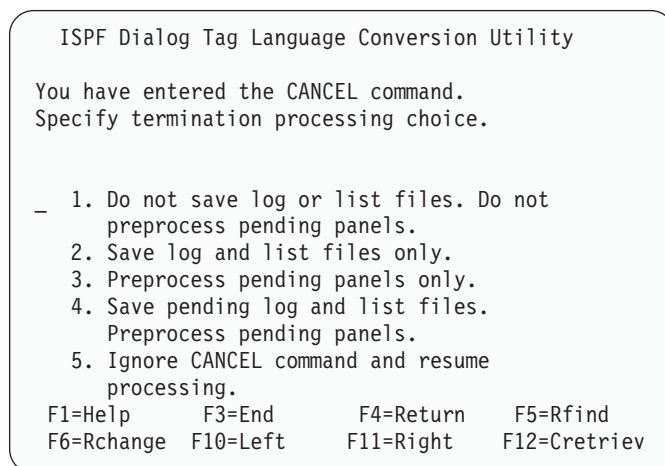 ISPF Dialog Tag Language Conversion Utility
You have entered the CANCEL command.
Specify termination processing choice.
_ 1. Do not save log or list files. Do not
preprocess pending panels.
2. Save log and list files only.
3. Preprocess pending panels only.
4. Save pending log and list files.
Preprocess pending panels.
5. Ignore CANCEL command and resume
processing.
F1=Help F3=End F4=Return F5=Rfind
F6=Rchange F10=Left F11=Right F12=Cretriev